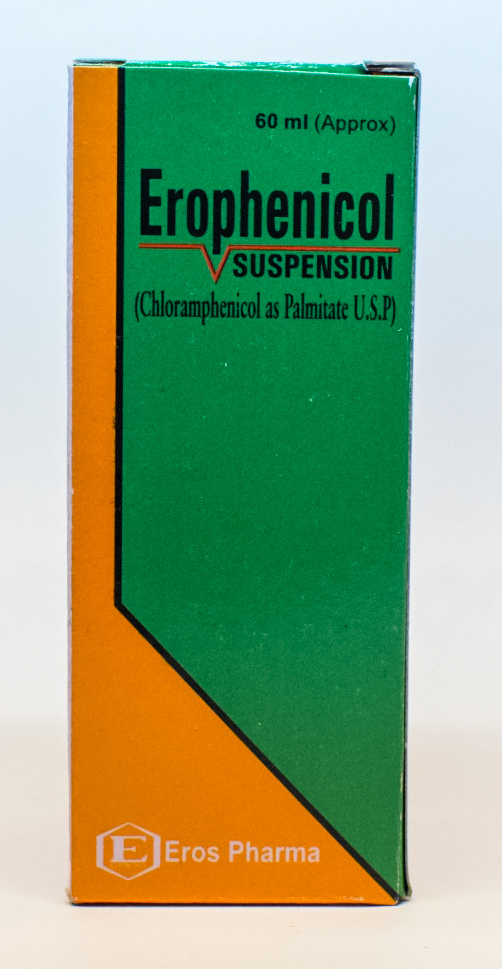 60 ml (Approx)
Erophenicol
SUSPENSION
(Chloramphenicol as Palmitate U.S.P)
E
Eros Pharma